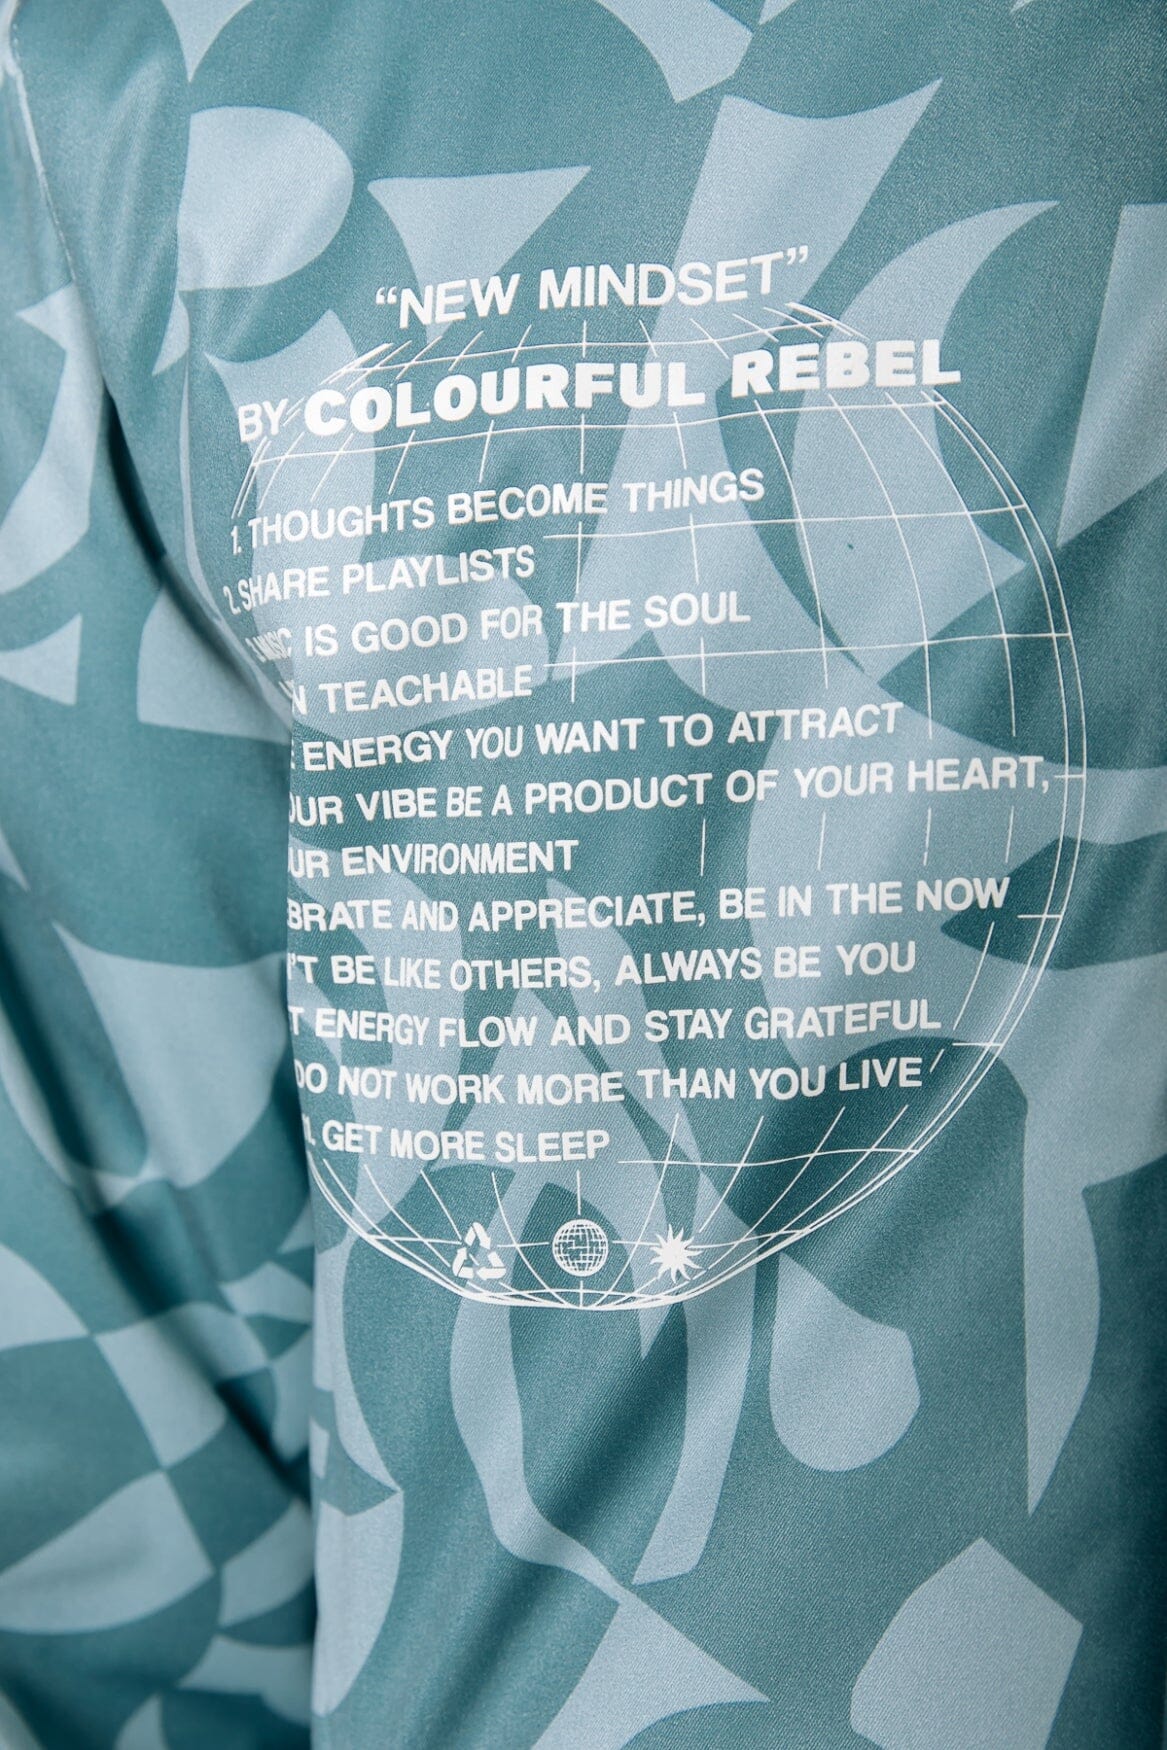 “NEW MINDSET”
BY COLOURFUL REBEL
1. THOUGHTS BECOME THINGS
2. SHARE PLAYLISTS
3. MUSIC IS GOOD FOR THE SOUL
TEACHABLE
ENERGY YOU WANT TO ATTRACT
VIBE BE A PRODUCT OF YOUR HEART,
ENVIRONMENT
AND APPRECIATE, BE IN THE NOW
BE LIKE OTHERS, ALWAYS BE YOU
ENERGY FLOW AND STAY GRATEFUL
DO NOT WORK MORE THAN YOU LIVE
GET MORE SLEEP